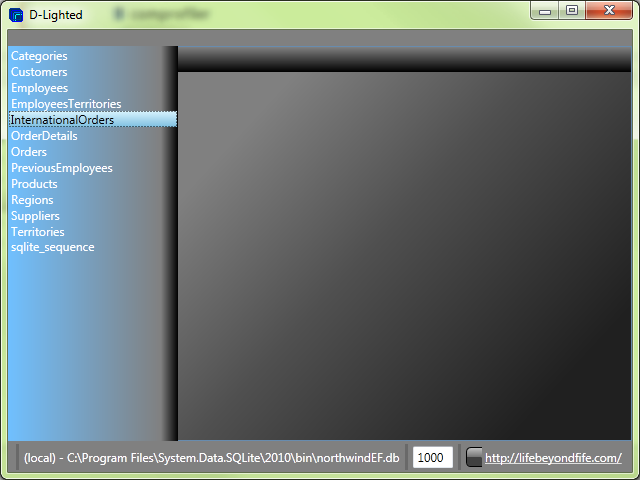 D-Lighted
Categories
Customers
Employees
EmployeesTerritories
InternationalOrders
OrderDetails
Orders
PreviousEmployees
Products
Regions
Suppliers
Territories
sqlite_sequence
(local) - C:\Program Files\System.Data.SQLite\2010\bin\northwindEF.db
1000
http://lifebeyondfife.com/